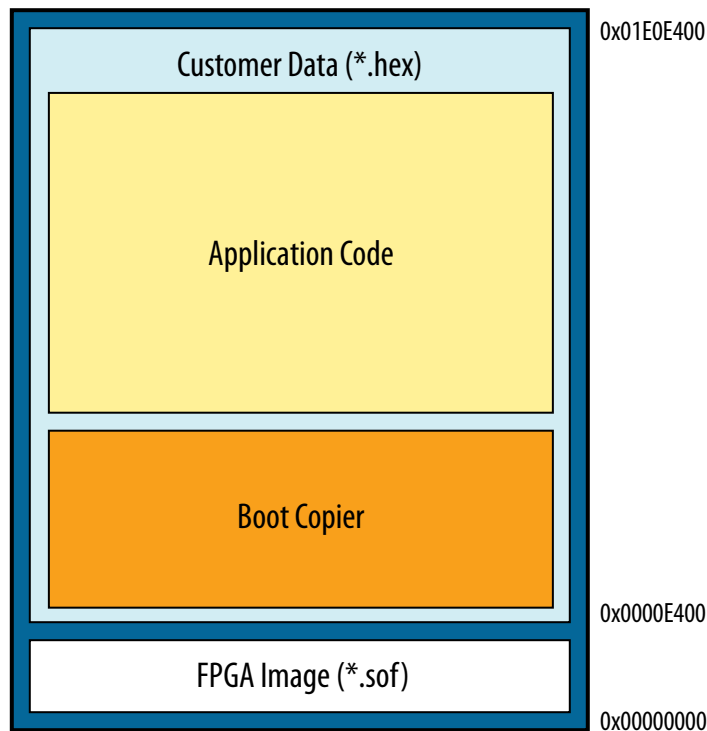 0x01E0E400
Customer Data (*.hex)
Application Code
Boot Copier
0x0000E400
FPGA Image (*.sof)
0x00000000